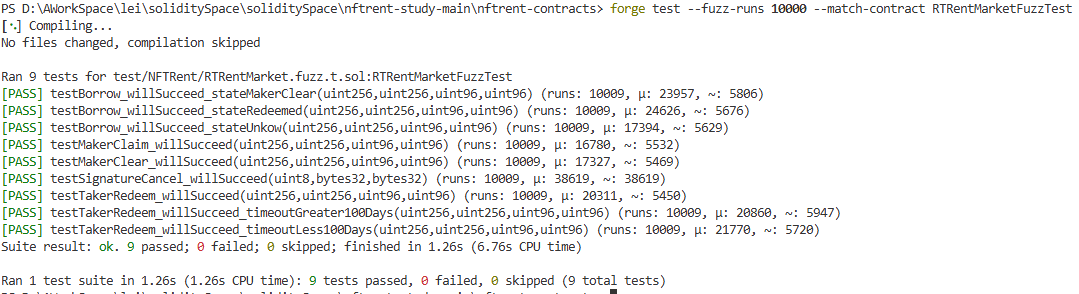 PS D:\AWorkSpace\lei\soliditySpace\soliditySpace\nftrent-study-main\nftrent-contracts> forge test --fuzz-runs 10000 --match-contract RTRentMarketFuzzTest
[⠢] Compiling...
No files changed, compilation skipped
Ran 9 tests for test/NFTRent/RTRentMarket.fuzz.t.sol:RTRentMarketFuzzTest
[PASS] testBorrow_willSucceed_stateMakerClear(uint256,uint256,uint96,uint96) (runs: 10009, μ: 23957, ~: 5806)
[PASS] testBorrow_willSucceed_stateRedeemed(uint256,uint256,uint96,uint96) (runs: 10009, μ: 24626, ~: 5676)
[PASS] testBorrow_willSucceed_stateUnkow(uint256,uint256,uint96,uint96) (runs: 10009, μ: 17394, ~: 5629)
[PASS] testMakerClaim_willSucceed(uint256,uint256,uint96,uint96) (runs: 10009, μ: 16780, ~: 5532)
[PASS] testMakerClear_willSucceed(uint256,uint256,uint96,uint96) (runs: 10009, μ: 17327, ~: 5469)
[PASS] testSignatureCancel_willSucceed(uint8,bytes32,bytes32) (runs: 10009, μ: 38619, ~: 38619)
[PASS] testTakerRedeem_willSucceed(uint256,uint256,uint96,uint96) (runs: 10009, μ: 20311, ~: 5450)
[PASS] testTakerRedeem_willSucceed_timeoutGreater100Days(uint256,uint256,uint96,uint96) (runs: 10009, μ: 20860, ~: 5947)
[PASS] testTakerRedeem_willSucceed_timeoutLess100Days(uint256,uint256,uint96,uint96) (runs: 10009, μ: 21770, ~: 5720)
Suite result: ok. 9 passed; 0 failed; 0 skipped; finished in 1.26s (6.76s CPU time)
Ran 1 test suite in 1.26s (1.26s CPU time): 9 tests passed, 0 failed, 0 skipped (9 total tests)